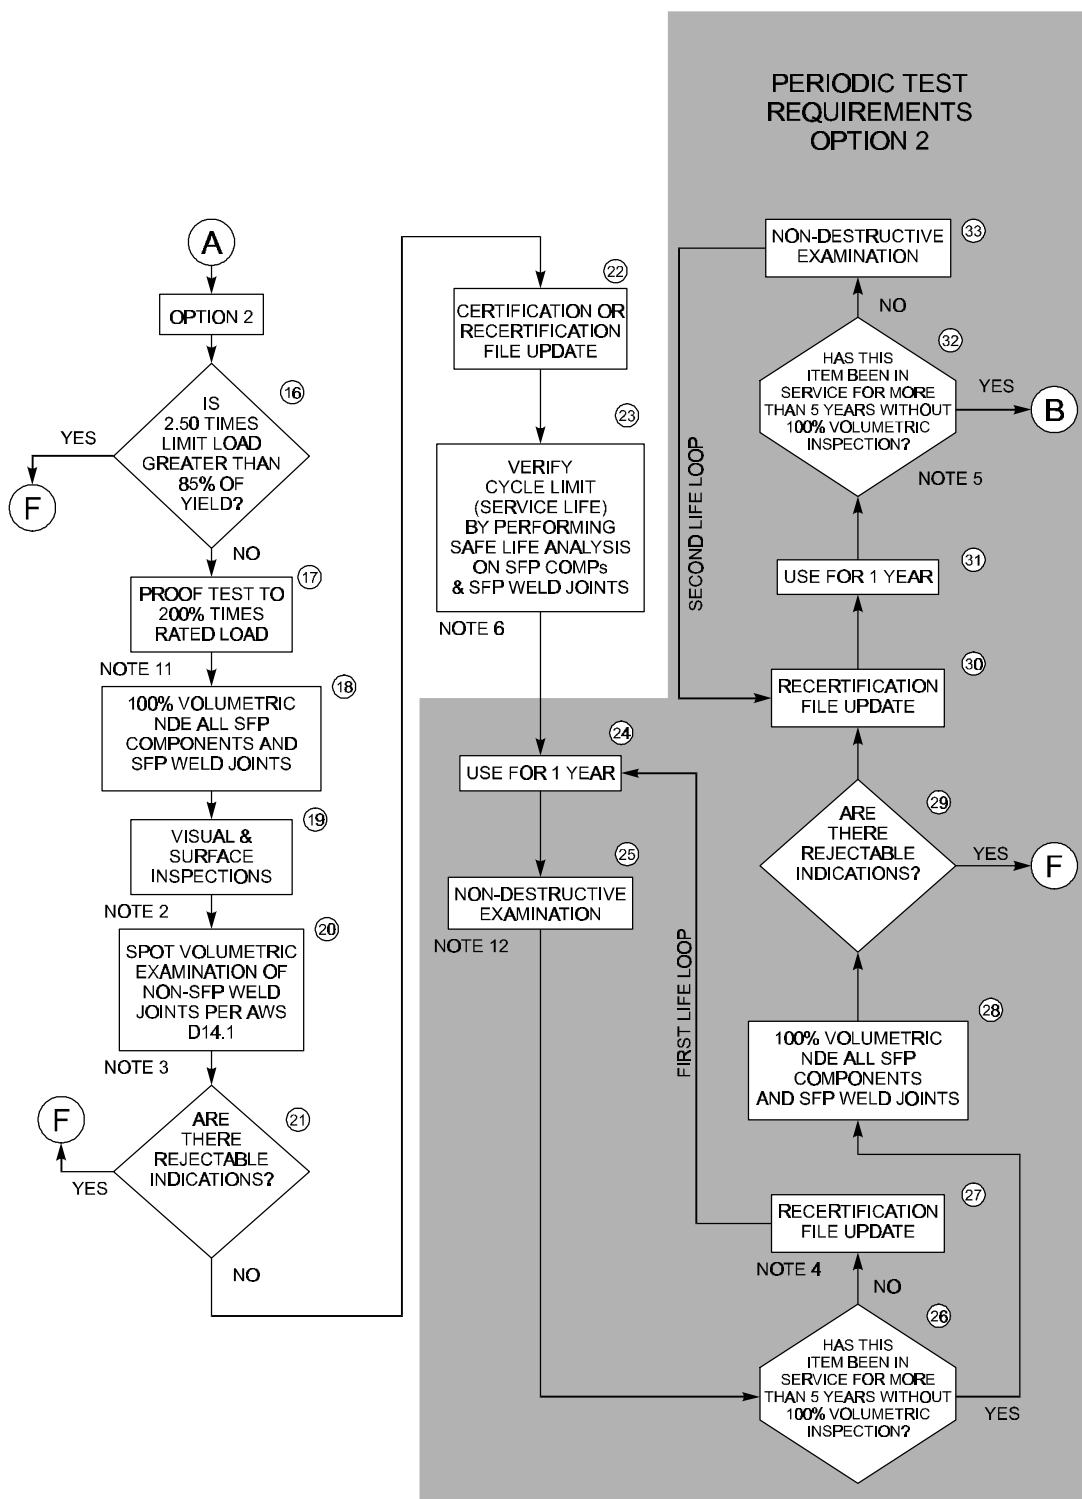 PERIODIC TEST
REQUIREMENTS
OPTION 2
A
OPTION 2
16
IS
2.50 TIMES
LIMIT LOAD
GREATER THAN
85% OF
YIELD?
YES
F
NO
17
PROOF TEST TO
200% TIMES
RATED LOAD
NOTE 11
18
100% VOLUMETRIC
NDE ALL SFP
COMPONENTS AND
SFP WELD JOINTS
19
VISUAL &
SURFACE
INSPECTIONS
NOTE 2
20
SPOT VOLUMETRIC
EXAMINATION OF
NON-SFP WELD
JOINTS PER AWS
D14.1
NOTE 3
21
ARE
THERE
REJECTABLE
INDICATIONS?
F
YES
NO
22
CERTIFICATION OR
RECERTIFICATION
FILE UPDATE
23
VERIFY
CYCLE LIMIT
(SERVICE LIFE)
BY PERFORMING
SAFE LIFE ANALYSIS
ON SFP COMPs
& SFP WELD JOINTS
NOTE 6
24
USE FOR 1 YEAR
25
NON-DESTRUCTIVE
EXAMINATION
NOTE 12
FIRST LIFE LOOP
SECOND LIFE LOOP
33
NON-DESTRUCTIVE
EXAMINATION
NO
32
HAS THIS
ITEM BEEN IN
SERVICE FOR MORE
THAN 5 YEARS WITHOUT
100% VOLUMETRIC
INSPECTION?
YES
B
NOTE 5
31
USE FOR 1 YEAR
30
RECERTIFICATION
FILE UPDATE
29
ARE
THERE
REJECTABLE
INDICATIONS?
YES
F
28
100% VOLUMETRIC
NDE ALL SFP
COMPONENTS
AND SFP WELD JOINTS
27
RECERTIFICATION
FILE UPDATE
NOTE 4
NO
26
HAS THIS
ITEM BEEN IN
SERVICE FOR MORE
THAN 5 YEARS WITHOUT
100% VOLUMETRIC
INSPECTION?
YES